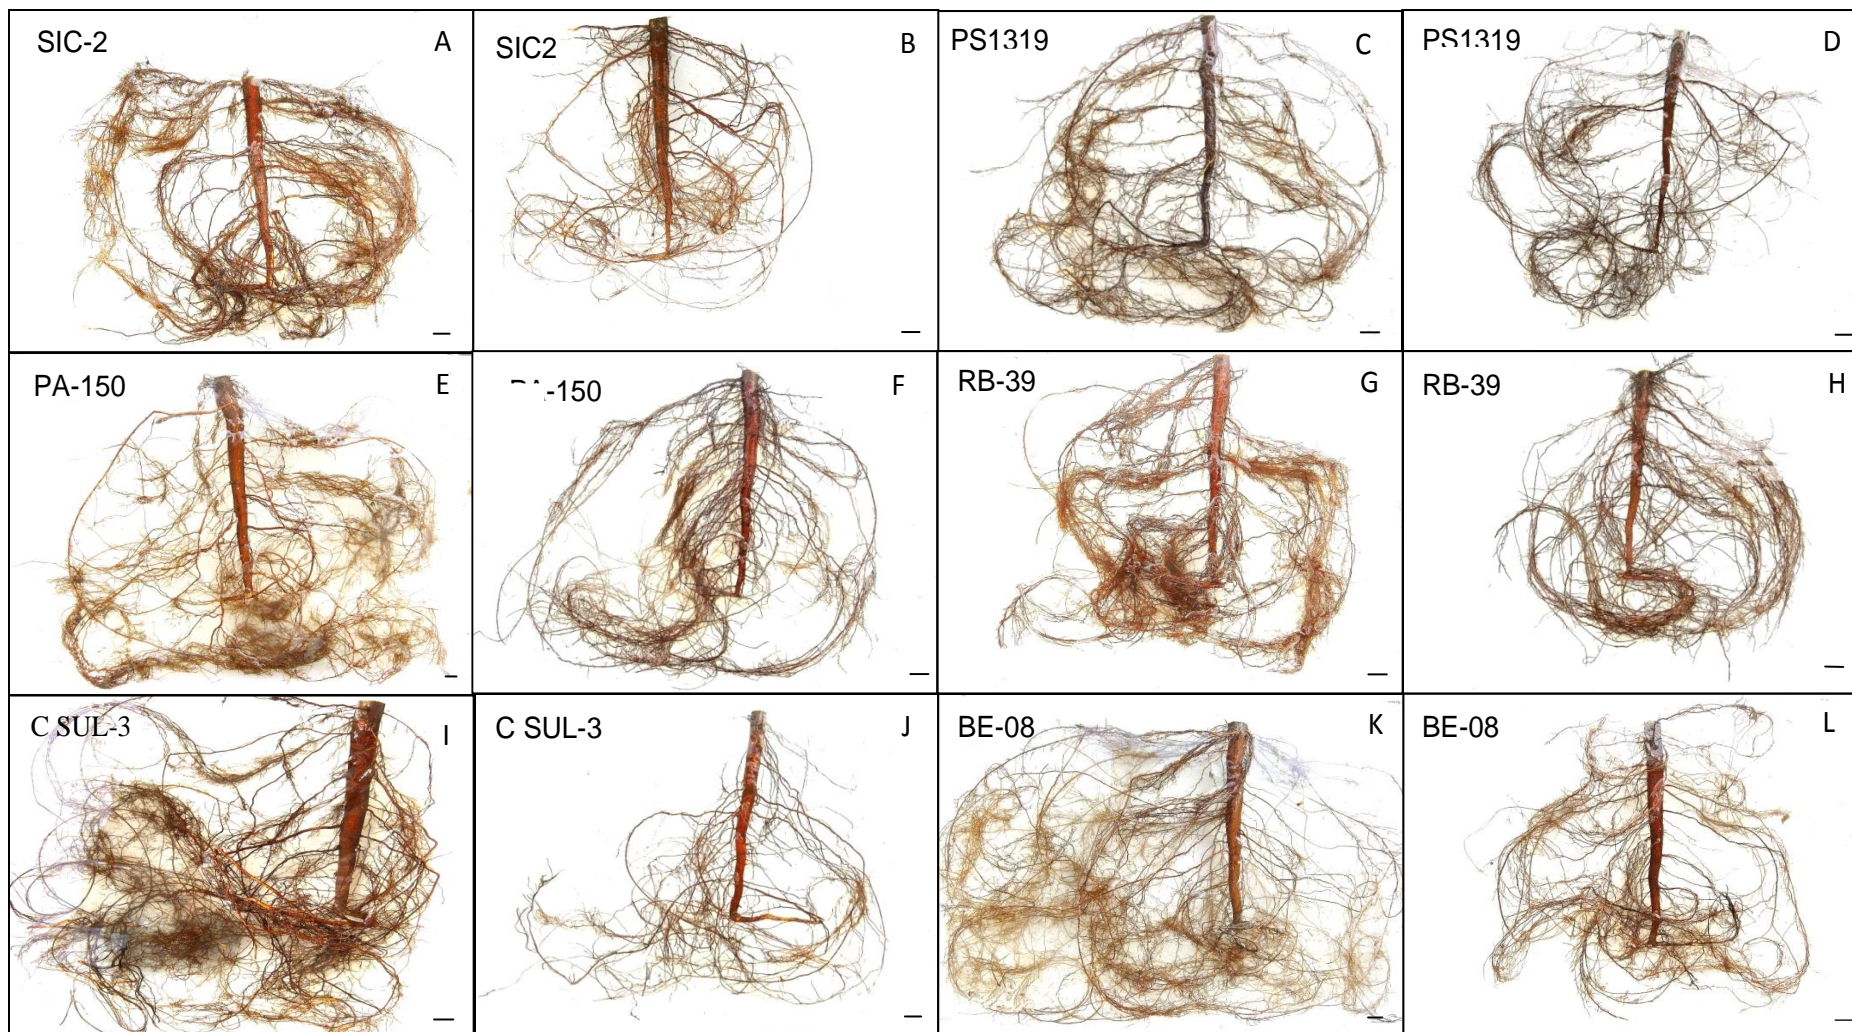 SIC-2 A
SIC2 B
PS1319 C
PS1319 D
PA-150 E
-150 F
RB-39 G
RB-39 H
C SUL-3 I
C SUL-3 J
BE-08 K
BE-08 L